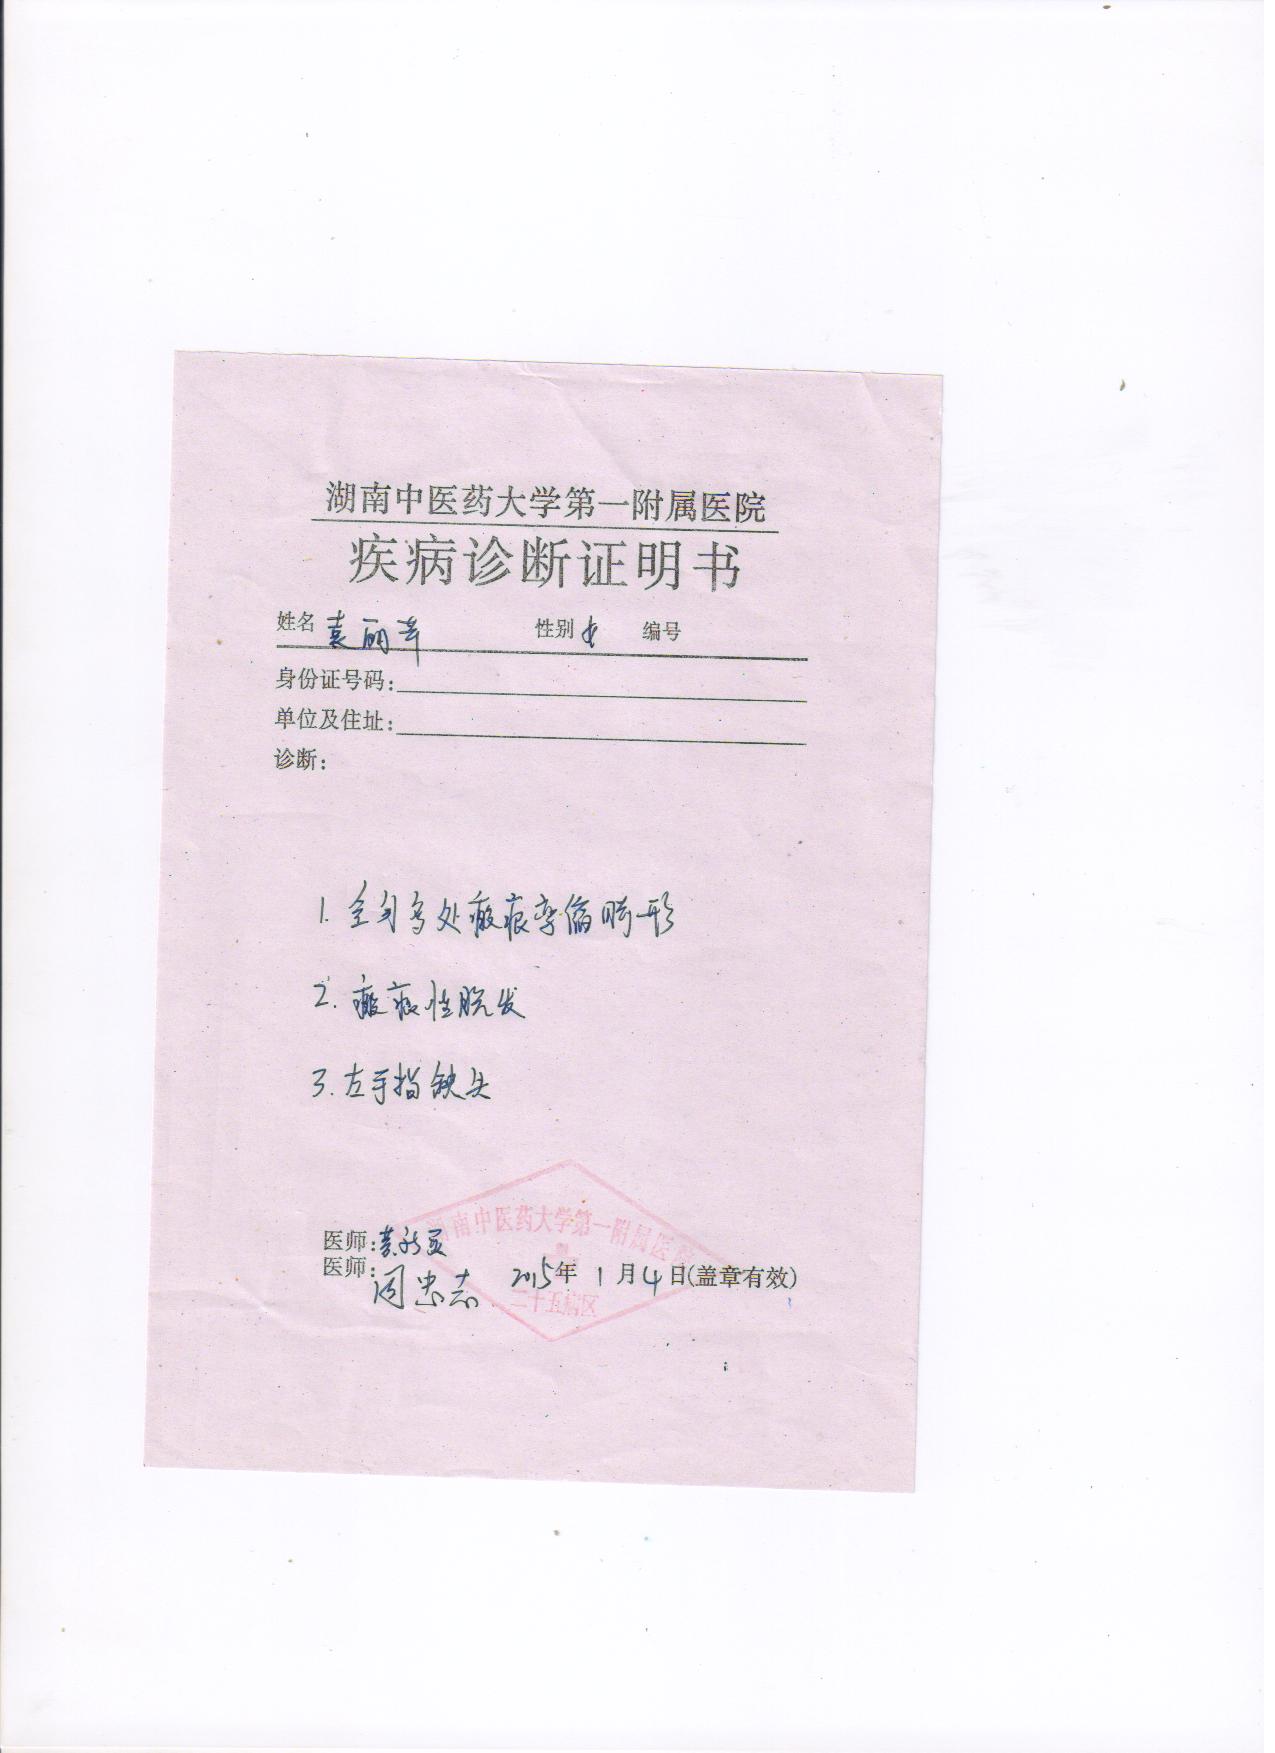 湖南中医药大学第一附属医院
疾病诊断证明书
姓名 袁丽萍 性别 女 编号
身份证号码:
单位及住址:
诊断:
1. 全身多处瘢痕挛缩畸形
2. 瘢痕性脱发
3. 左手指缺失
湖南中医药大学第一附属医院
医师:
医师: 周忠志 2015年 1月4日(盖章有效)
二十五病区